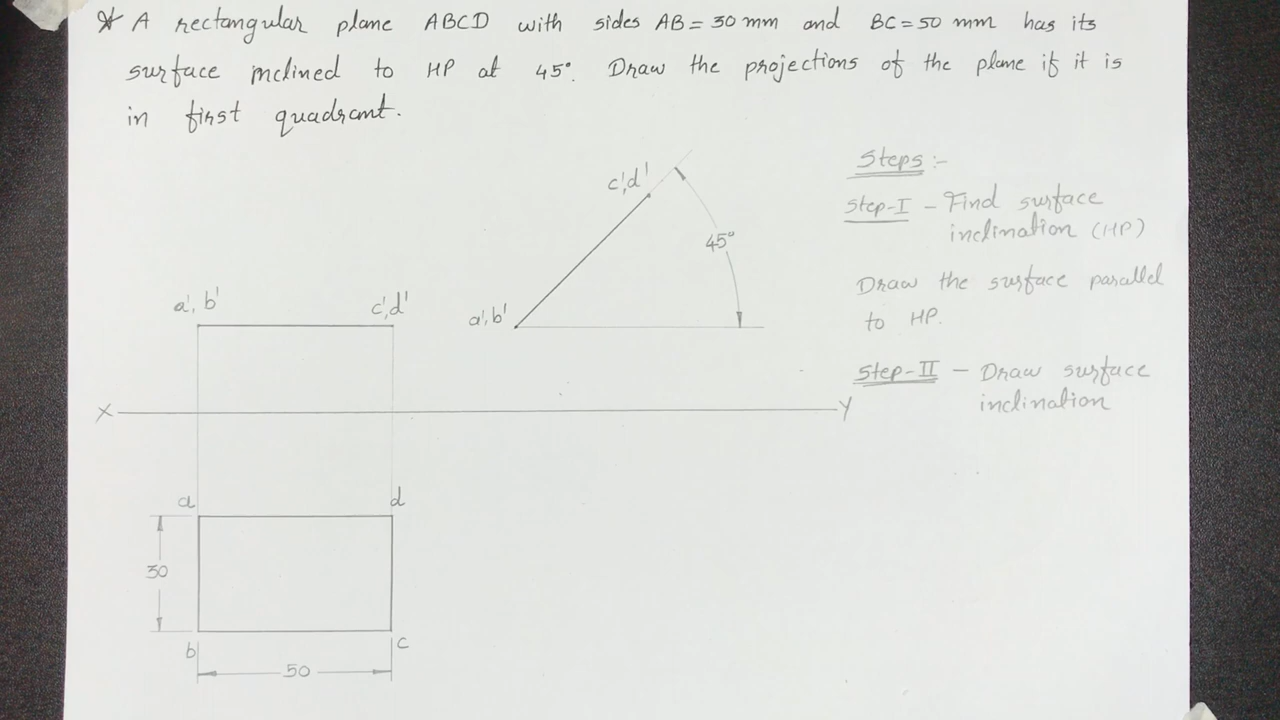 * A rectangular plane ABCD with sides AB = 30 mm and BC = 50 mm has its
surface inclined to HP at 45°. Draw the projections of the plane if it is
in first quadrant.
Steps :-
Step-I - Find surface
inclination (HP)
Draw the surface parallel
to HP.
Step-II - Draw surface
inclination
c',d'
45°
a',b'
a', b'
c',d'
X
Y
a
d
30
b
c
50